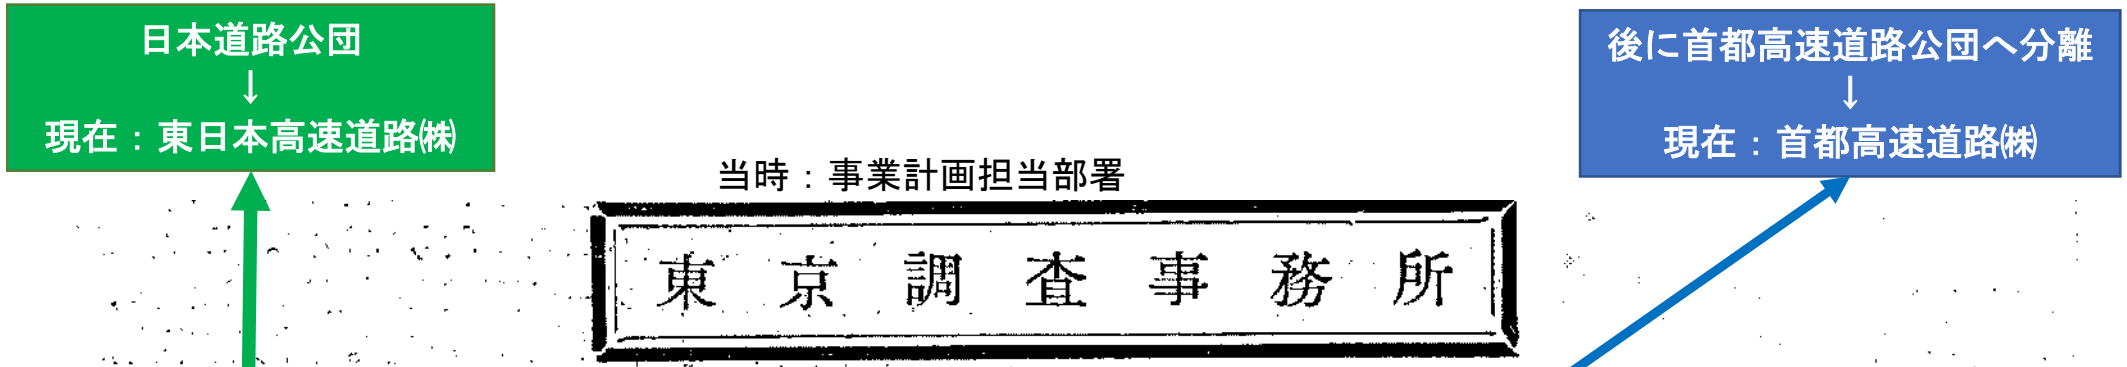 日本道路公団
↓
現在：東日本高速道路㈱
後に首都高速道路公団へ分離
↓
現在：首都高速道路㈱
当時：事業計画担当部署
東京調査事務所